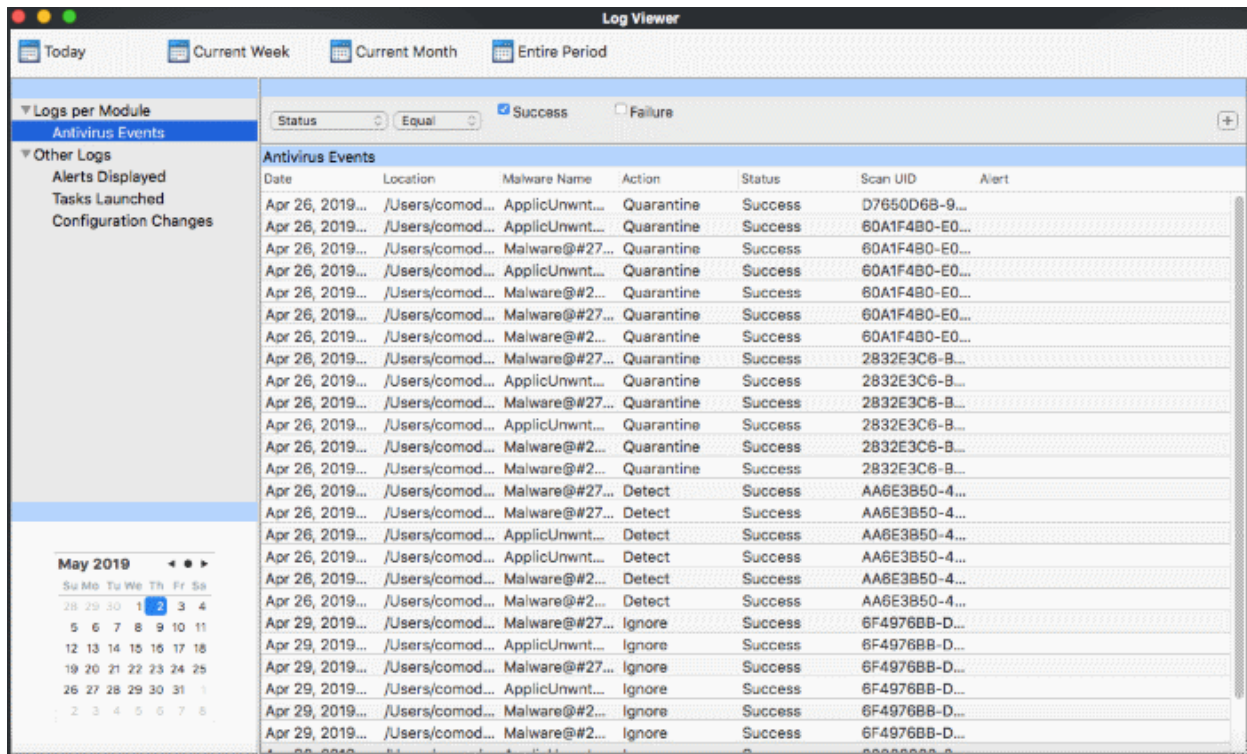 Log Viewer
Today Current Week Current Month Entire Period
Logs per Module
Antivirus Events
Other Logs
Alerts Displayed
Tasks Launched
Configuration Changes
Status Equal Success Failure
Antivirus Events
Date Location Malware Name Action Status Scan UID Alert
Apr 26, 2019... /Users/comod... ApplicUnwnt... Quarantine Success D7650D6B-9...
Apr 26, 2019... /Users/comod... ApplicUnwnt... Quarantine Success 60A1F4B0-E0...
Apr 26, 2019... /Users/comod... Malware@#27... Quarantine Success 60A1F4B0-E0...
Apr 26, 2019... /Users/comod... ApplicUnwnt... Quarantine Success 60A1F4B0-E0...
Apr 26, 2019... /Users/comod... Malware@#2... Quarantine Success 60A1F4B0-E0...
Apr 26, 2019... /Users/comod... Malware@#27... Quarantine Success 60A1F4B0-E0...
Apr 26, 2019... /Users/comod... Malware@#2... Quarantine Success 60A1F4B0-E0...
Apr 26, 2019... /Users/comod... Malware@#27... Quarantine Success 2832E3C6-B...
Apr 26, 2019... /Users/comod... ApplicUnwnt... Quarantine Success 2832E3C6-B...
Apr 26, 2019... /Users/comod... Malware@#27... Quarantine Success 2832E3C6-B...
Apr 26, 2019... /Users/comod... ApplicUnwnt... Quarantine Success 2832E3C6-B...
Apr 26, 2019... /Users/comod... Malware@#2... Quarantine Success 2832E3C6-B...
Apr 26, 2019... /Users/comod... Malware@#2... Quarantine Success 2832E3C6-B...
Apr 26, 2019... /Users/comod... Malware@#27... Detect Success AA6E3B50-4...
Apr 26, 2019... /Users/comod... Malware@#27... Detect Success AA6E3B50-4...
Apr 26, 2019... /Users/comod... ApplicUnwnt... Detect Success AA6E3B50-4...
Apr 26, 2019... /Users/comod... ApplicUnwnt... Detect Success AA6E3B50-4...
Apr 26, 2019... /Users/comod... Malware@#2... Detect Success AA6E3B50-4...
Apr 26, 2019... /Users/comod... Malware@#2... Detect Success AA6E3B50-4...
Apr 29, 2019... /Users/comod... Malware@#27... Ignore Success 6F4976BB-D...
Apr 29, 2019... /Users/comod... ApplicUnwnt... Ignore Success 6F4976BB-D...
Apr 29, 2019... /Users/comod... Malware@#27... Ignore Success 6F4976BB-D...
Apr 29, 2019... /Users/comod... ApplicUnwnt... Ignore Success 6F4976BB-D...
Apr 29, 2019... /Users/comod... Malware@#2... Ignore Success 6F4976BB-D...
Apr 29, 2019... /Users/comod... Malware@#2... Ignore Success 6F4976BB-D...
May 2019
Su Mo Tu We Th Fr Sa
28 29 30 1 2 3 4
5 6 7 8 9 10 11
12 13 14 15 16 17 18
19 20 21 22 23 24 25
26 27 28 29 30 31 1
2 3 4 5 6 7 8